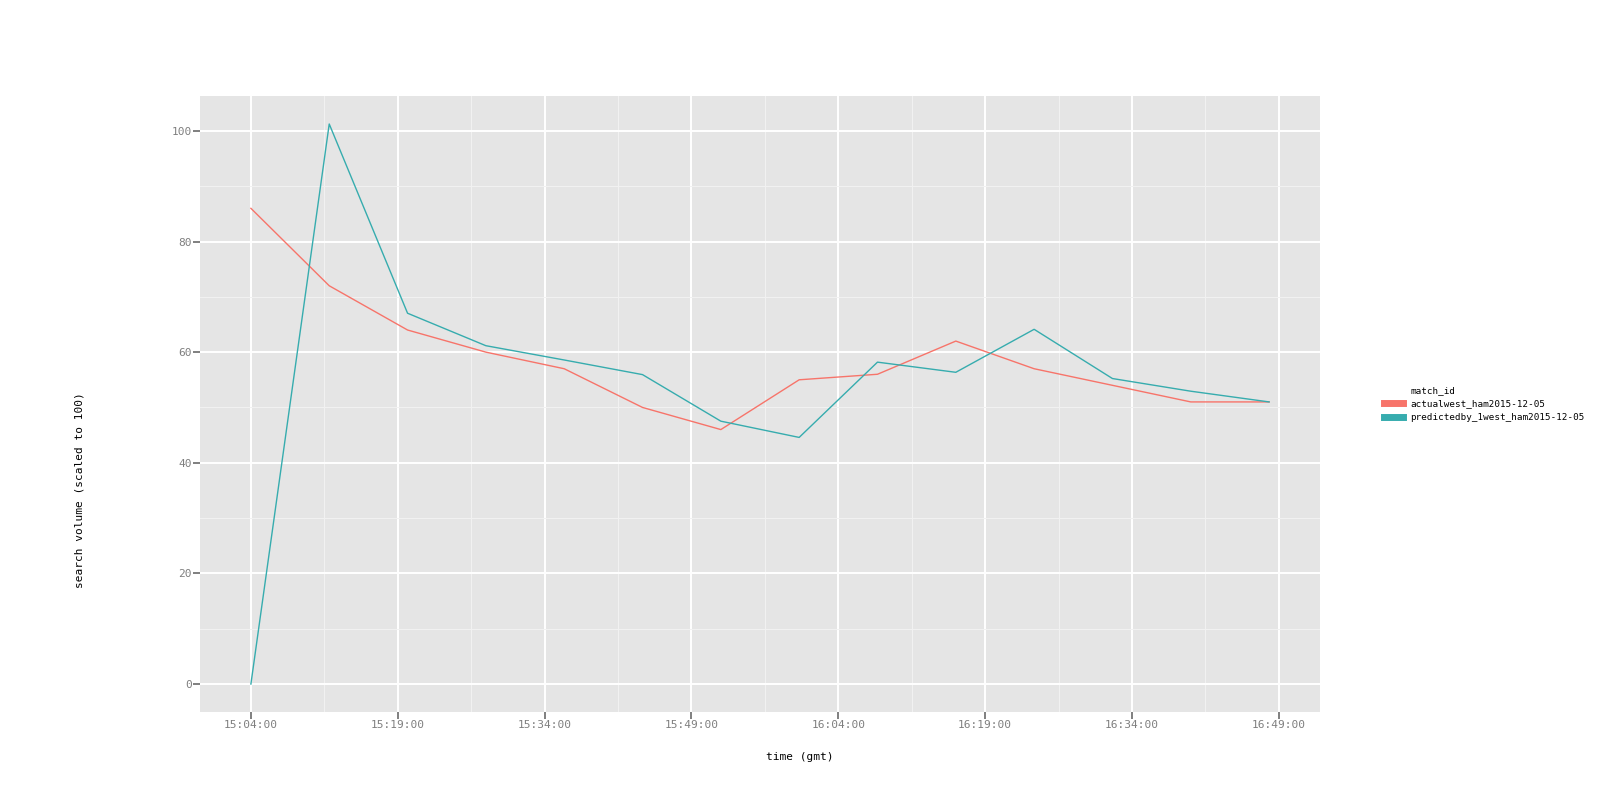 100
80
60
40
20
0
search volume (scaled to 100)
15:04:00 15:19:00 15:34:00 15:49:00 16:04:00 16:19:00 16:34:00 16:49:00
time (gmt)
match_id
actualwest_ham2015-12-05
predictedby_1west_ham2015-12-05